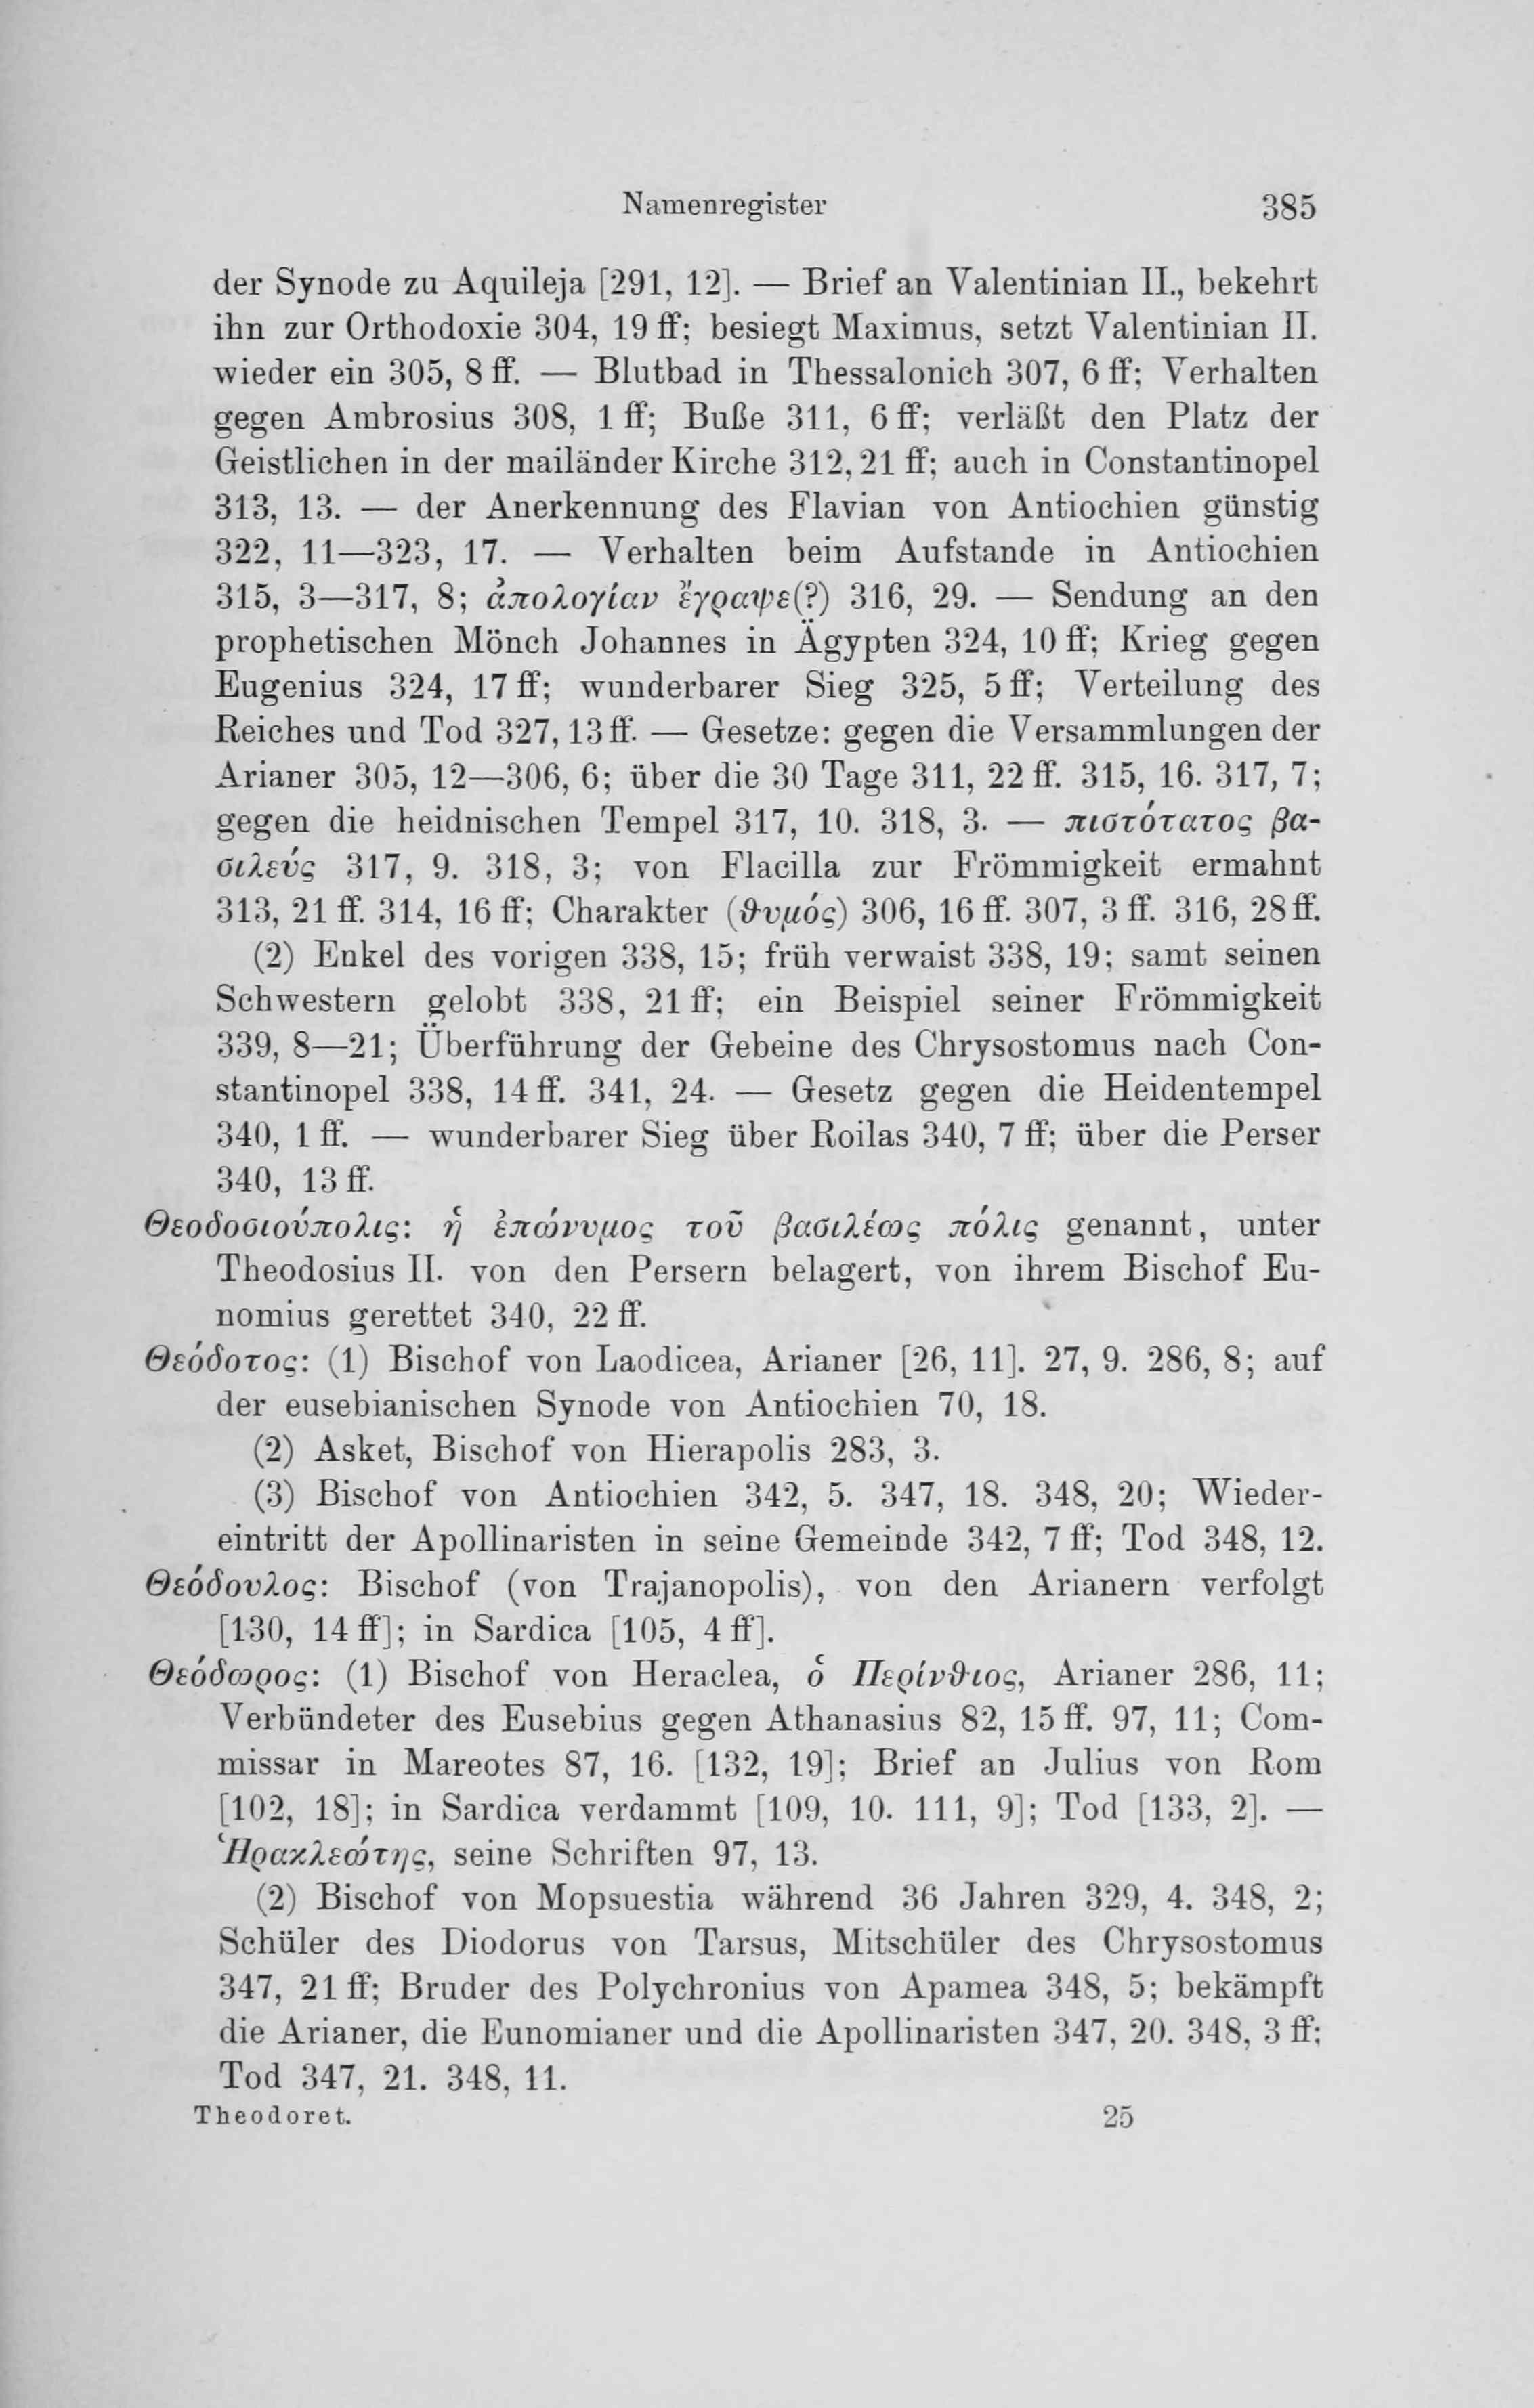 Namenregister 385
der Synode zu Aquileja [291, 12]. — Brief an Valentinian II., bekehrt
ihn zur Orthodoxie 304, 19 ff; besiegt Maximus, setzt Valentinian II.
wieder ein 305, 8 ff. — Blutbad in Thessalonich 307, 6 ff; Verhalten
gegen Ambrosius 308, 1 ff; Buße 311, 6 ff; verläßt den Platz der
Geistlichen in der mailänder Kirche 312, 21 ff; auch in Constantinopel
313, 13. — der Anerkennung des Flavian von Antiochien günstig
322, 11—323, 17. — Verhalten beim Aufstande in Antiochien
315, 3—317, 8; ἀπολογίαν ἔγραψε(?) 316, 29. — Sendung an den
prophetischen Mönch Johannes in Ägypten 324, 10 ff; Krieg gegen
Eugenius 324, 17 ff; wunderbarer Sieg 325, 5 ff; Verteilung des
Reiches und Tod 327, 13 ff. — Gesetze: gegen die Versammlungen der
Arianer 305, 12—306, 6; über die 30 Tage 311, 22 ff. 315, 16. 317, 7;
gegen die heidnischen Tempel 317, 10. 318, 3. — πιστότατος βα-
σιλεύς 317, 9. 318, 3; von Flacilla zur Frömmigkeit ermahnt
313, 21 ff. 314, 16 ff; Charakter (ϑυμός) 306, 16 ff. 307, 3 ff. 316, 28 ff.
(2) Enkel des vorigen 338, 15; früh verwaist 338, 19; samt seinen
Schwestern gelobt 338, 21 ff; ein Beispiel seiner Frömmigkeit
339, 8—21; Überführung der Gebeine des Chrysostomus nach Con-
stantinopel 338, 14 ff. 341, 24. — Gesetz gegen die Heidentempel
340, 1 ff. — wunderbarer Sieg über Roilas 340, 7 ff; über die Perser
340, 13 ff.
Θεοδοσιούπολις: ἡ ἐπώνυμος τοῦ βασιλέως πόλις genannt, unter
Theodosius II. von den Persern belagert, von ihrem Bischof Eu-
nomius gerettet 340, 22 ff.
Θεόδοτος: (1) Bischof von Laodicea, Arianer [26, 11]. 27, 9. 286, 8; auf
der eusebianischen Synode von Antiochien 70, 18.
(2) Asket, Bischof von Hierapolis 283, 3.
(3) Bischof von Antiochien 342, 5. 347, 18. 348, 20; Wieder-
eintritt der Apollinaristen in seine Gemeinde 342, 7 ff; Tod 348, 12.
Θεόδουλος: Bischof (von Trajanopolis), von den Arianern verfolgt
[130, 14 ff]; in Sardica [105, 4 ff].
Θεόδωρος: (1) Bischof von Heraclea, ὁ Περίνϑιος, Arianer 286, 11;
Verbündeter des Eusebius gegen Athanasius 82, 15 ff. 97, 11; Com-
missar in Mareotes 87, 16. [132, 19]; Brief an Julius von Rom
[102, 18]; in Sardica verdammt [109, 10. 111, 9]; Tod [133, 2]. —
Ἡρακλεώτης, seine Schriften 97, 13.
(2) Bischof von Mopsuestia während 36 Jahren 329, 4. 348, 2;
Schüler des Diodorus von Tarsus, Mitschüler des Chrysostomus
347, 21 ff; Bruder des Polychronius von Apamea 348, 5; bekämpft
die Arianer, die Eunomianer und die Apollinaristen 347, 20. 348, 3 ff;
Tod 347, 21. 348, 11.
Theodoret. 25